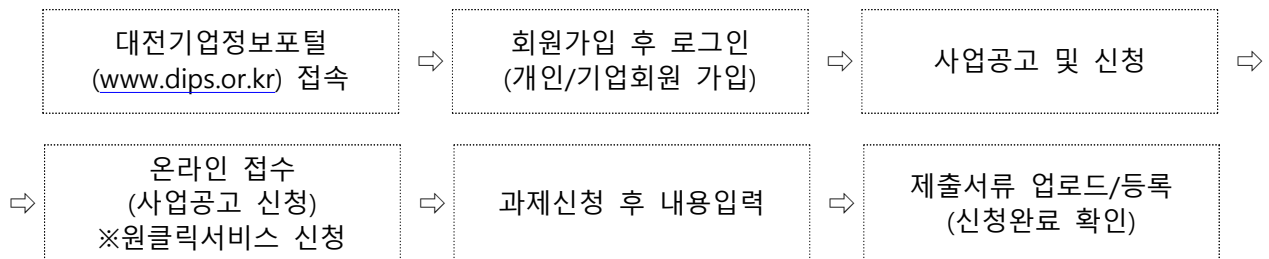 대전기업정보포털
(www.dips.or.kr) 접속
⇨
회원가입 후 로그인
(개인/기업회원 가입)
⇨
사업공고 및 신청
⇨
⇨
온라인 접수
(사업공고 신청)
※원클릭서비스 신청
⇨
과제신청 후 내용입력
⇨
제출서류 업로드/등록
(신청완료 확인)